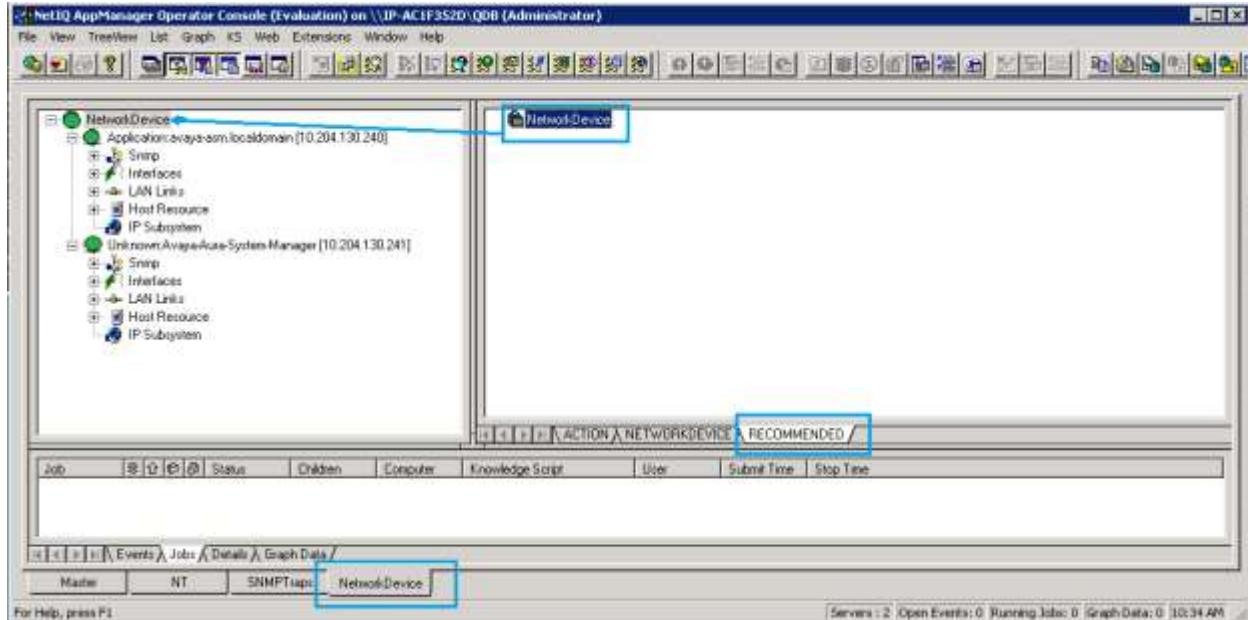 NetIQ AppManager Operator Console (Evaluation) on \\IP-AC1F352D\QDB (Administrator)
File View TreeView List Graph KS Web Extensions Window Help
NetworkDevice
Application:avaya-asm.localdomain [10.204.130.240]
Snmp
Interfaces
LAN Links
Host Resource
IP Subsystem
Unknown:Avaya-Aura-System-Manager [10.204.130.241]
Snmp
Interfaces
LAN Links
Host Resource
IP Subsystem
NetworkDevice
ACTION NETWORKDEVICE RECOMMENDED
Job Status Children Computer Knowledge Script User Submit Time Stop Time
Events Jobs Details Graph Data
Master NT SNMPTraps NetworkDevice
For Help, press F1 Servers : 2 Open Events: 0 Running Jobs: 0 Graph Data: 0 10:34 AM